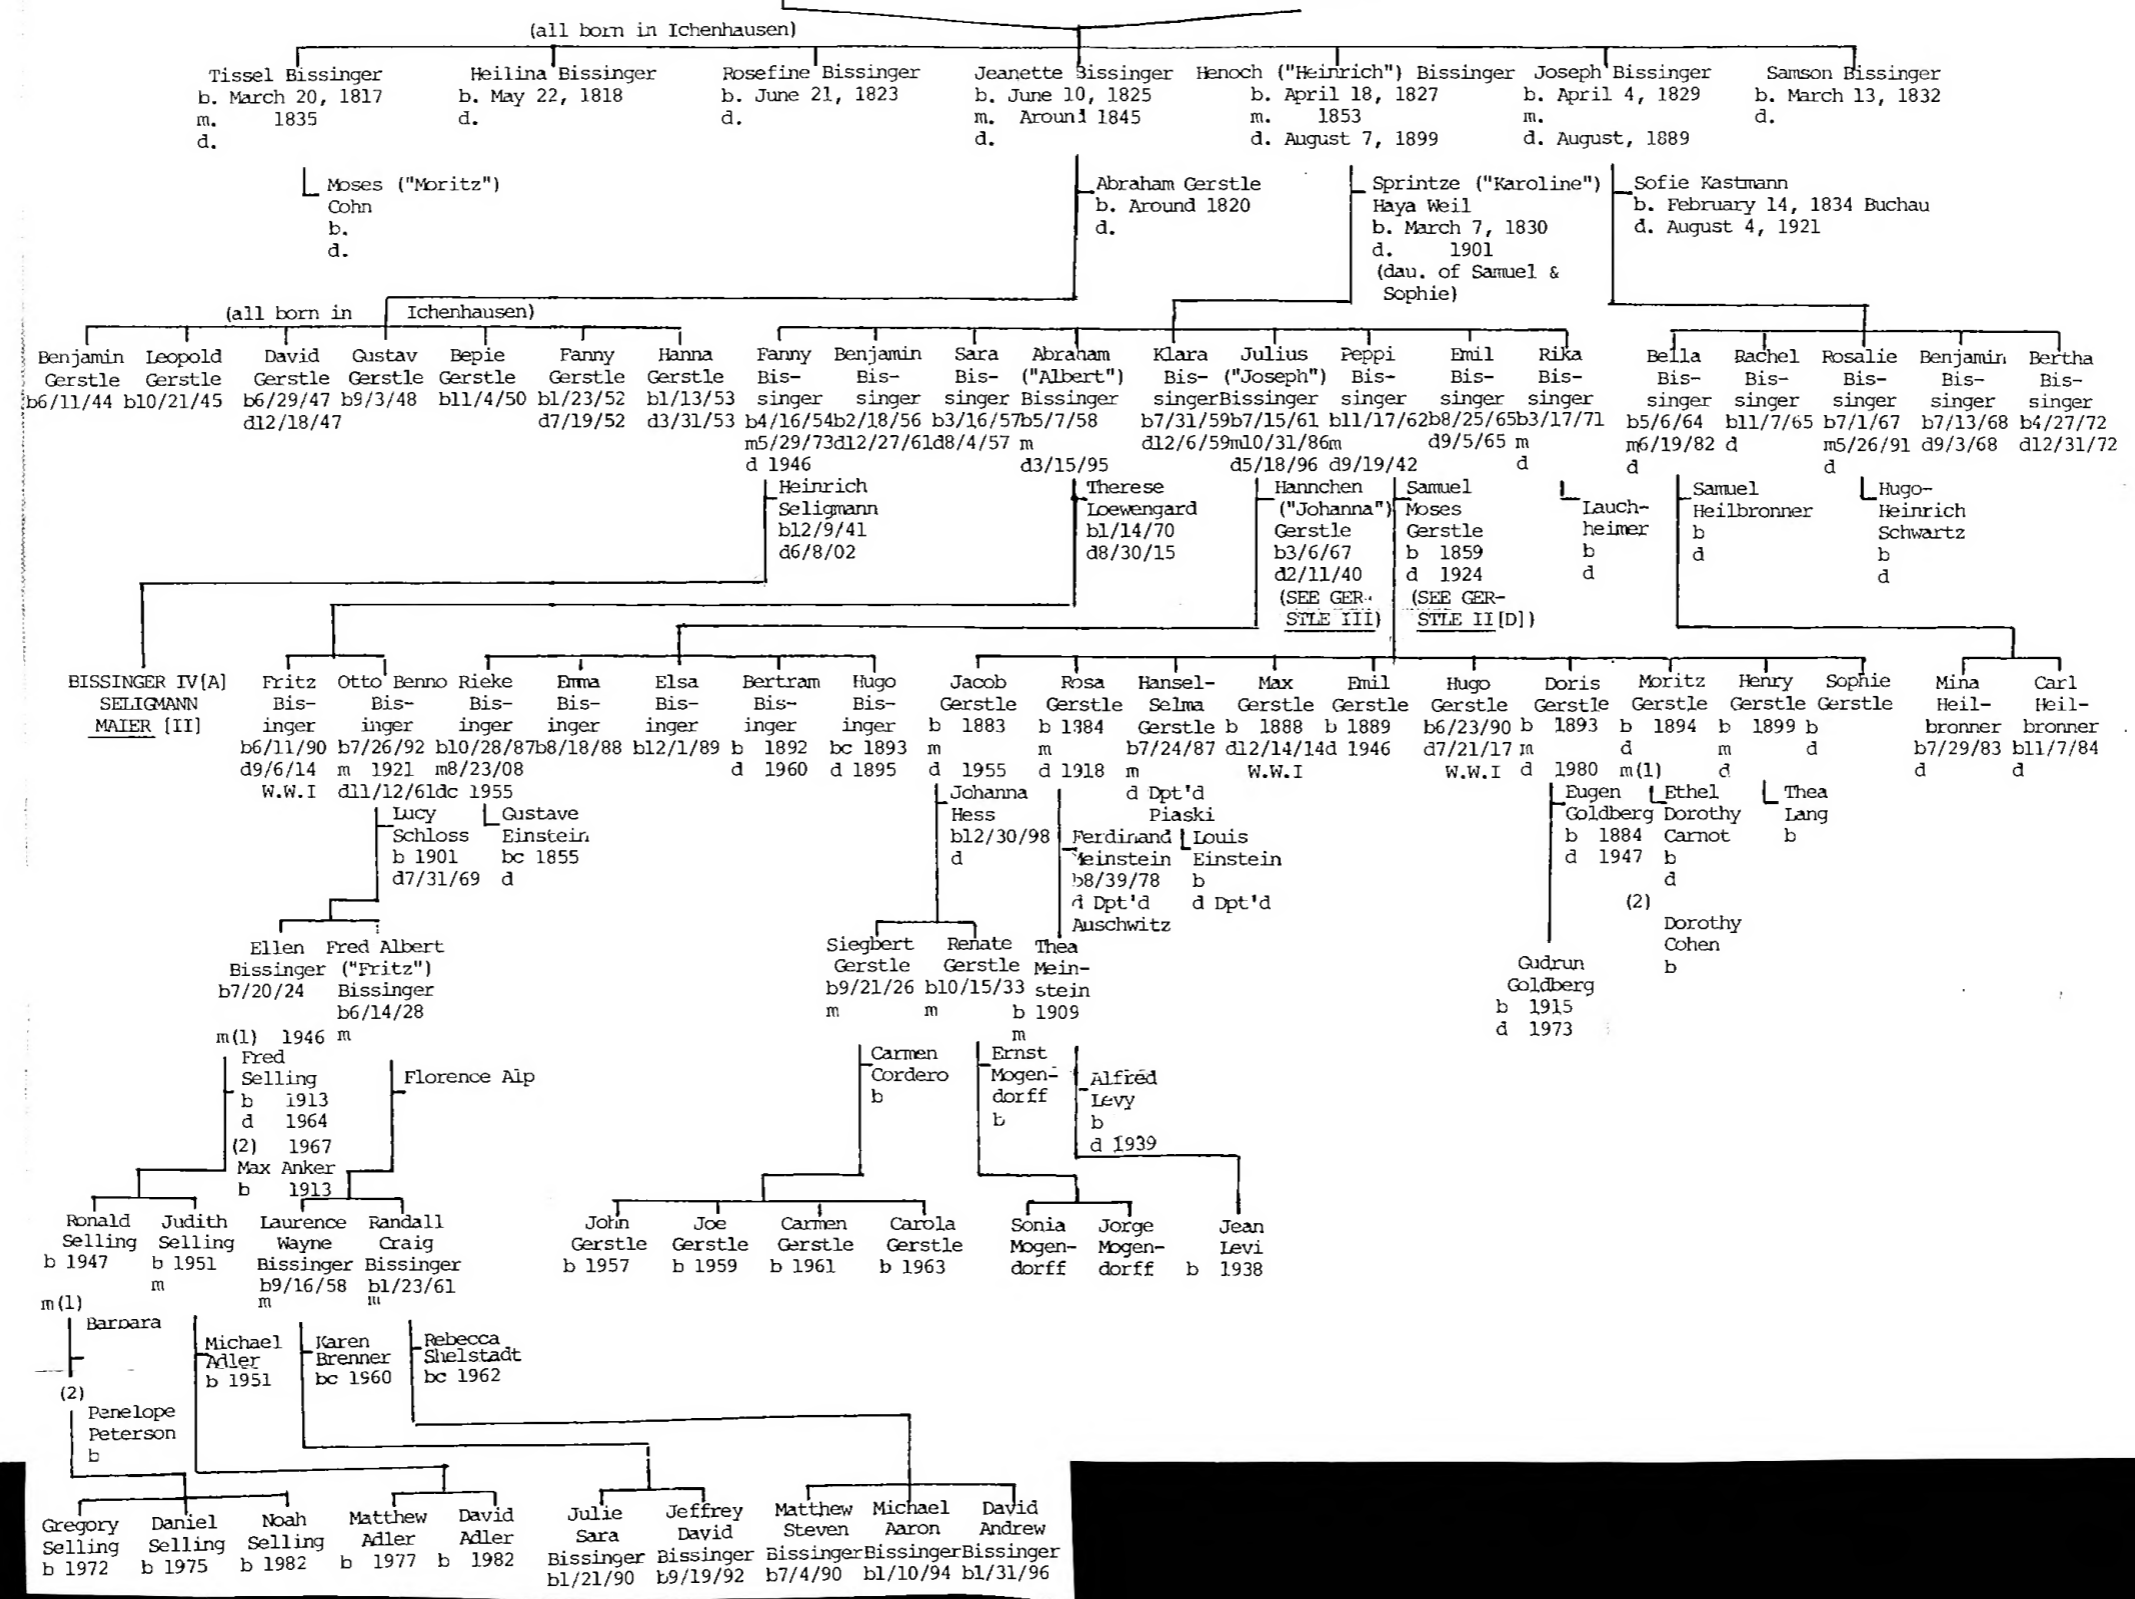 (all born in Ichenhausen)
Tissel Bissinger
b. March 20, 1817
m. 1835
d.
Heilina Bissinger
b. May 22, 1818
d.
Rosefine Bissinger
b. June 21, 1823
d.
Jeanette Bissinger
b. June 10, 1825
m. Around 1845
d.
Henoch ("Heinrich") Bissinger
b. April 18, 1827
m. 1853
d. August 7, 1899
Joseph Bissinger
b. April 4, 1829
m.
d. August, 1889
Samson Bissinger
b. March 13, 1832
d.
Moses ("Moritz")
Cohn
b.
d.
Abraham Gerstle
b. Around 1820
d.
Sprintze ("Karoline")
Haya Weil
b. March 7, 1830
d. 1901
(dau. of Samuel &
Sophie)
Sofie Kastmann
b. February 14, 1834 Buchau
d. August 4, 1921
(all born in Ichenhausen)
Benjamin
Gerstle
b6/11/44
Leopold
Gerstle
b10/21/45
David
Gerstle
b6/29/47
d12/18/47
Gustav
Gerstle
b9/3/48
Bepie
Gerstle
b11/4/50
Fanny
Gerstle
b1/23/52
d7/19/52
Hanna
Gerstle
b1/13/53
d3/31/53
Fanny
Bis-
singer
b4/16/54
m5/29/73
d 1946
Benjamin
Bis-
singer
b2/18/56
d12/27/61
Sara
Bis-
singer
b3/16/57
d8/4/57
Abraham
("Albert")
Bissinger
b5/7/58
m
d3/15/95
Klara
Bis-
singer
b7/31/59
d12/6/59
Julius
("Joseph")
Bissinger
b7/15/61
m10/31/86
d5/18/96
Peppi
Bis-
singer
b11/17/62
m
d9/19/42
Emil
Bis-
singer
b8/25/65
d9/5/65
Rika
Bis-
singer
b3/17/71
m
d
Bella
Bis-
singer
b5/6/64
m6/19/82
d
Rachel
Bis-
singer
b11/7/65
d
Rosalie
Bis-
singer
b7/1/67
m5/26/91
d
Benjamin
Bis-
singer
b7/13/68
d9/3/68
Bertha
Bis-
singer
b4/27/72
d12/31/72
Heinrich
Seligmann
b12/9/41
d6/8/02
Therese
Loewengard
b1/14/70
d8/30/15
Hannchen
("Johanna")
Gerstle
b3/6/67
d2/11/40
(SEE GER-
STLE III)
Samuel
Moses
Gerstle
b 1859
d 1924
(SEE GER-
STLE II[D])
Lauch-
heimer
b
d
Samuel
Heilbronner
b
d
Hugo-
Heinrich
Schwartz
b
d
BISSINGER IV[A]
SELIGMANN
MAIER [II]
Fritz
Bis-
inger
b6/11/90
d9/6/14
W.W.I
Otto Benno
Bis-
inger
b7/26/92
m 1921
d11/12/61
Rieke
Bis-
inger
b10/28/87
m8/23/08
dc 1955
Emma
Bis-
inger
b8/18/88
Elsa
Bis-
inger
b12/1/89
Bertram
Bis-
inger
b 1892
d 1960
Hugo
Bis-
inger
bc 1893
d 1895
Jacob
Gerstle
b 1883
m
d 1955
Rosa
Gerstle
b 1884
m
d 1918
Hansel-
Selma
Gerstle
b7/24/87
m
d Dpt'd
Piaski
Max
Gerstle
b 1888
d12/14/14
W.W.I
Emil
Gerstle
b 1889
d 1946
Hugo
Gerstle
b6/23/90
d7/21/17
W.W.I
Doris
Gerstle
b 1893
m
d 1980
Moritz
Gerstle
b 1894
d
m(1)
Henry
Gerstle
b 1899
m
d
Sophie
Gerstle
b
d
Mina
Heil-
bronner
b7/29/83
d
Carl
Heil-
bronner
b11/7/84
d
Lucy
Schloss
b 1901
d7/31/69
Gustave
Einstein
bc 1855
d
Johanna
Hess
b12/30/98
d
Ferdinand
Meinstein
b8/39/78
d Dpt'd
Auschwitz
Louis
Einstein
b
d Dpt'd
Eugen
Goldberg
b 1884
d 1947
Ethel
Dorothy
Carnot
b
d
(2)
Dorothy
Cohen
b
Thea
Lang
b
Ellen
Bissinger
b7/20/24
m(1) 1946
Fred Albert
("Fritz")
Bissinger
b6/14/28
m
Siegbert
Gerstle
b9/21/26
m
Renate
Gerstle
b10/15/33
m
Thea
Mein-
stein
b 1909
m
Gudrun
Goldberg
b 1915
d 1973
Fred
Selling
b 1913
d 1964
(2) 1967
Max Anker
b 1913
Florence Alp
Carmen
Cordero
b
Ernst
Mogen-
dorff
b
Alfred
Levy
b
d 1939
Ronald
Selling
b 1947
m(1)
Judith
Selling
b 1951
m
Laurence
Wayne
Bissinger
b9/16/58
m
Randall
Craig
Bissinger
b1/23/61
m
John
Gerstle
b 1957
Joe
Gerstle
b 1959
Carmen
Gerstle
b 1961
Carola
Gerstle
b 1963
Sonia
Mogen-
dorff
Jorge
Mogen-
dorff
Jean
Levi
b 1938
Barbara
(2)
Penelope
Peterson
b
Michael
Adler
b 1951
Karen
Brenner
bc 1960
Rebecca
Shelstadt
bc 1962
Gregory
Selling
b 1972
Daniel
Selling
b 1975
Noah
Selling
b 1982
Matthew
Adler
b 1977
David
Adler
b 1982
Julie
Sara
Bissinger
b1/21/90
Jeffrey
David
Bissinger
b9/19/92
Matthew
Steven
Bissinger
b7/4/90
Michael
Aaron
Bissinger
b1/10/94
David
Andrew
Bissinger
b1/31/96